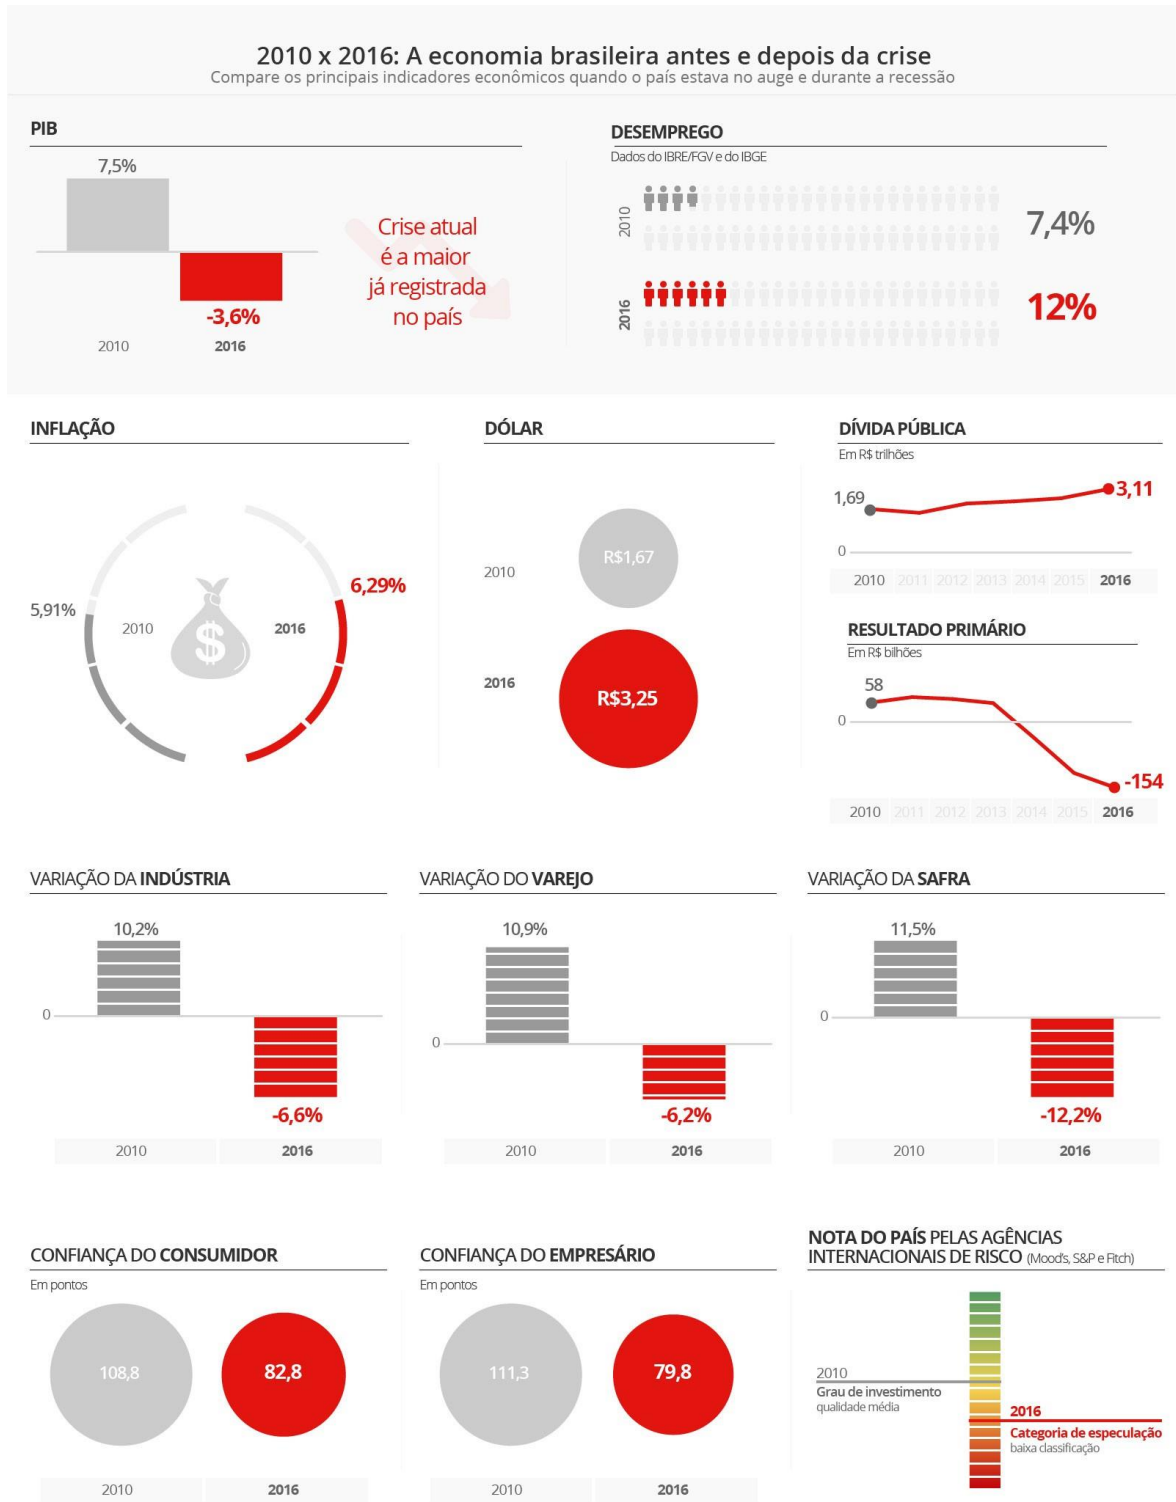 2010 x 2016: A economia brasileira antes e depois da crise
Compare os principais indicadores econômicos quando o país estava no auge e durante a recessão
PIB
7,5%
-3,6%
2010
2016
Crise atual
é a maior
já registrada
no país
DESEMPREGO
Dados do IBRE/FGV e do IBGE
2010
7,4%
2016
12%
INFLAÇÃO
5,91%
2010
2016
6,29%
$
DÓLAR
2010
R$1,67
2016
R$3,25
DÍVIDA PÚBLICA
Em R$ trilhões
1,69
3,11
0
2010 2011 2012 2013 2014 2015 2016
RESULTADO PRIMÁRIO
Em R$ bilhões
58
0
-154
2010 2011 2012 2013 2014 2015 2016
VARIAÇÃO DA INDÚSTRIA
10,2%
0
-6,6%
2010
2016
VARIAÇÃO DO VAREJO
10,9%
0
-6,2%
2010
2016
VARIAÇÃO DA SAFRA
11,5%
0
-12,2%
2010
2016
CONFIANÇA DO CONSUMIDOR
Em pontos
108,8
82,8
2010
2016
CONFIANÇA DO EMPRESÁRIO
Em pontos
111,3
79,8
2010
2016
NOTA DO PAÍS PELAS AGÊNCIAS
INTERNACIONAIS DE RISCO (Mood's, S&P e Fitch)
2010
Grau de investimento
qualidade média
2016
Categoria de especulação
baixa classificação